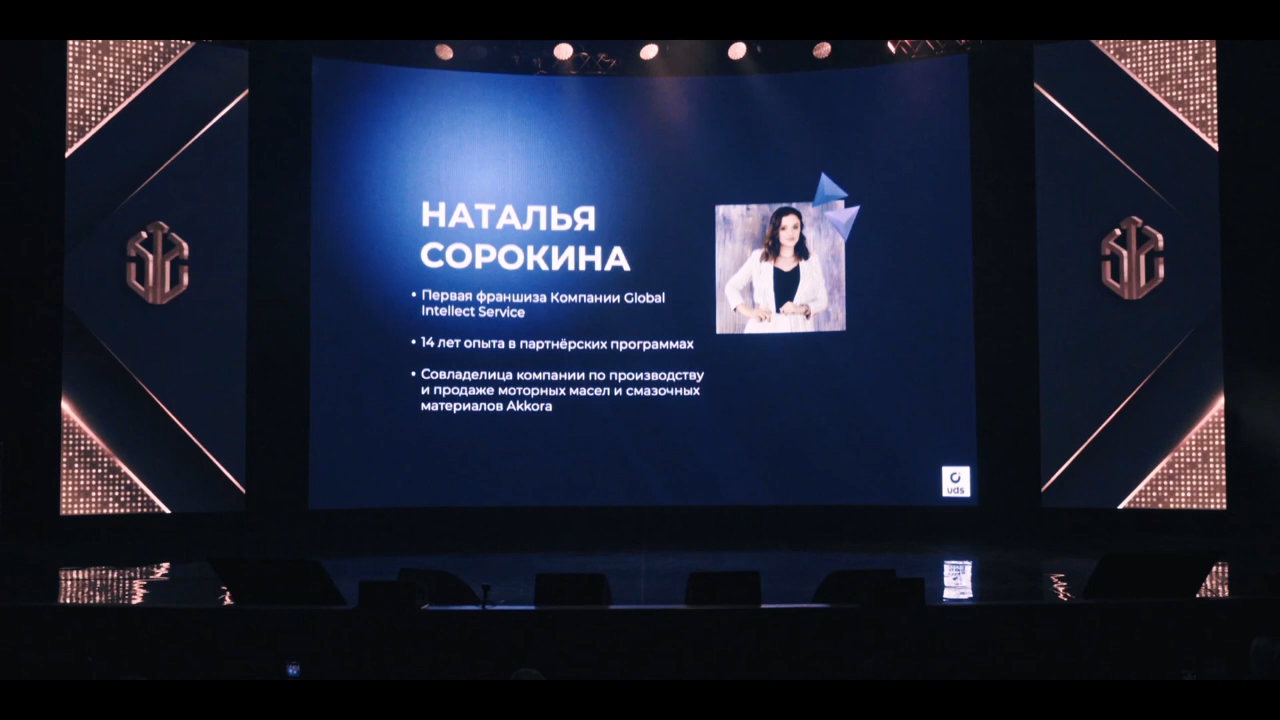 НАТАЛЬЯ
СОРОКИНА
• Первая франшиза Компании Global
Intellect Service
• 14 лет опыта в партнёрских программах
• Совладелица компании по производству
и продаже моторных масел и смазочных
материалов Akkora
uds